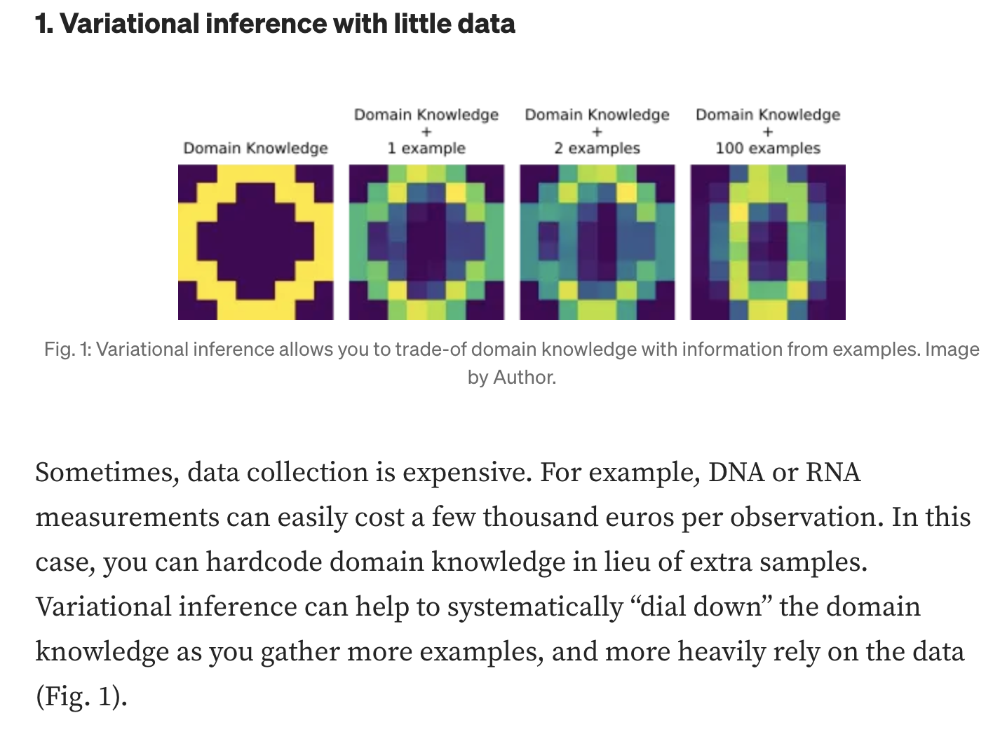 1. Variational inference with little data
Domain Knowledge
Domain Knowledge
+
1 example
Domain Knowledge
+
2 examples
Domain Knowledge
+
100 examples
Fig. 1: Variational inference allows you to trade-of domain knowledge with information from examples. Image
by Author.
Sometimes, data collection is expensive. For example, DNA or RNA
measurements can easily cost a few thousand euros per observation. In this
case, you can hardcode domain knowledge in lieu of extra samples.
Variational inference can help to systematically “dial down” the domain
knowledge as you gather more examples, and more heavily rely on the data
(Fig. 1).